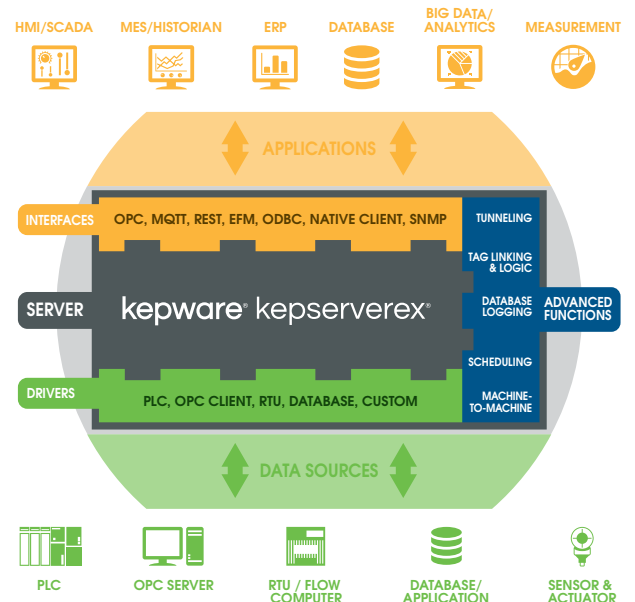 HMI/SCADA
MES/HISTORIAN
ERP
DATABASE
BIG DATA/
ANALYTICS
MEASUREMENT
APPLICATIONS
INTERFACES
OPC, MQTT, REST, EFM, ODBC, NATIVE CLIENT, SNMP
TUNNELING
TAG LINKING
& LOGIC
SERVER
kepware® kepserverex®
DATABASE
LOGGING
ADVANCED
FUNCTIONS
SCHEDULING
DRIVERS
PLC, OPC CLIENT, RTU, DATABASE, CUSTOM
MACHINE-
TO-MACHINE
DATA SOURCES
PLC
OPC SERVER
RTU / FLOW
COMPUTER
DATABASE/
APPLICATION
SENSOR &
ACTUATOR